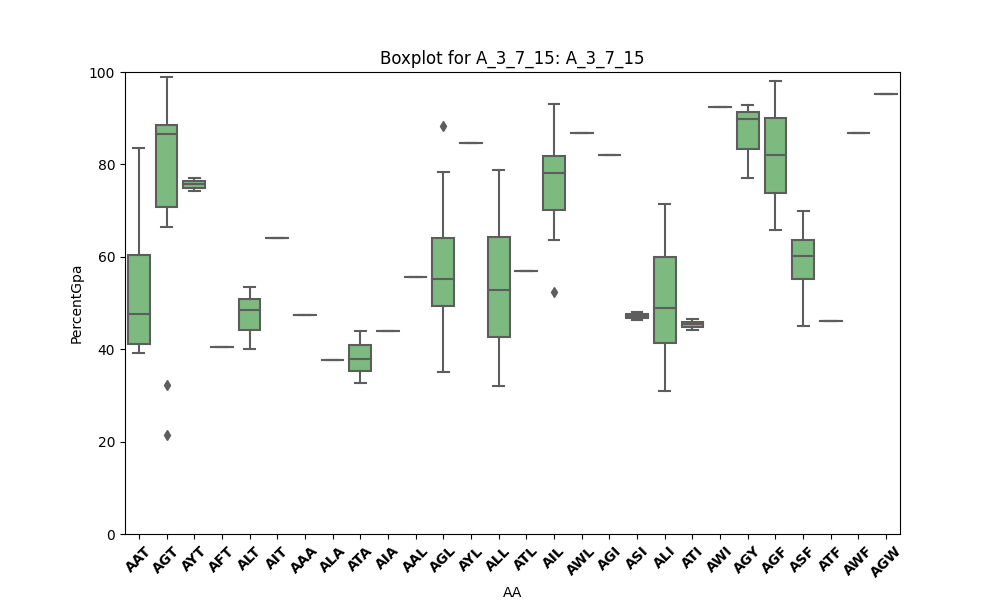 Boxplot for A_3_7_15: A_3_7_15
PercentGpa
100
80
60
40
20
0
AAT AGT AYT AFT ALT AIT AAA ALA ATA AIA AAL AGL AYL ALL ATL AIL AWL AGI ASI ALI ATI AWI AGY AGF ASF ATF AWF AGW
AA